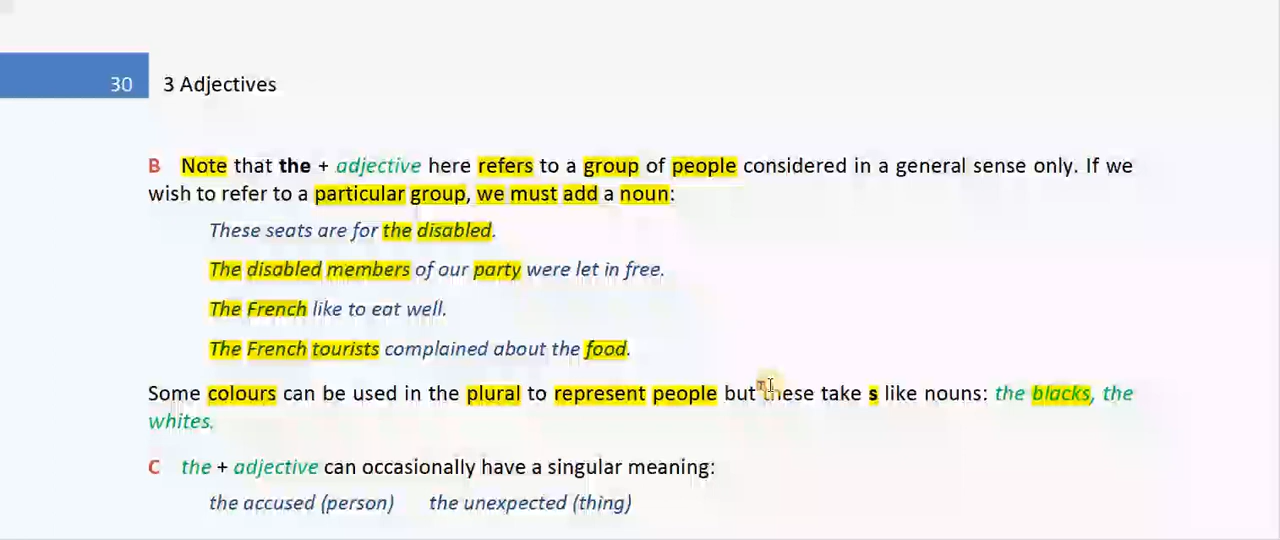 30 3 Adjectives
B Note that the + adjective here refers to a group of people considered in a general sense only. If we
wish to refer to a particular group, we must add a noun:
These seats are for the disabled.
The disabled members of our party were let in free.
The French like to eat well.
The French tourists complained about the food.
Some colours can be used in the plural to represent people but these take s like nouns: the blacks, the
whites.
C the + adjective can occasionally have a singular meaning:
the accused (person) the unexpected (thing)